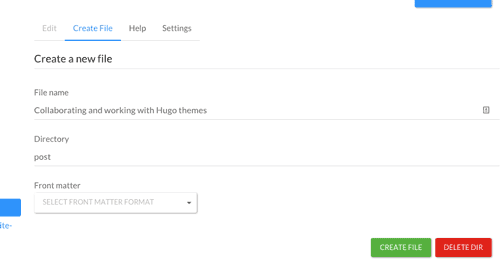 Edit Create File Help Settings
Create a new file
File name
Collaborating and working with Hugo themes
Directory
post
Front matter
SELECT FRONT MATTER FORMAT
CREATE FILE DELETE DIR